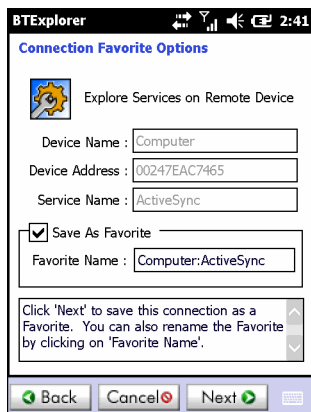 BTExplorer 2:41
Connection Favorite Options
Explore Services on Remote Device
Device Name : Computer
Device Address : 00247EAC7465
Service Name : ActiveSync
Save As Favorite
Favorite Name : Computer:ActiveSync
Click 'Next' to save this connection as a
Favorite. You can also rename the Favorite
by clicking on 'Favorite Name'.
Back Cancel Next